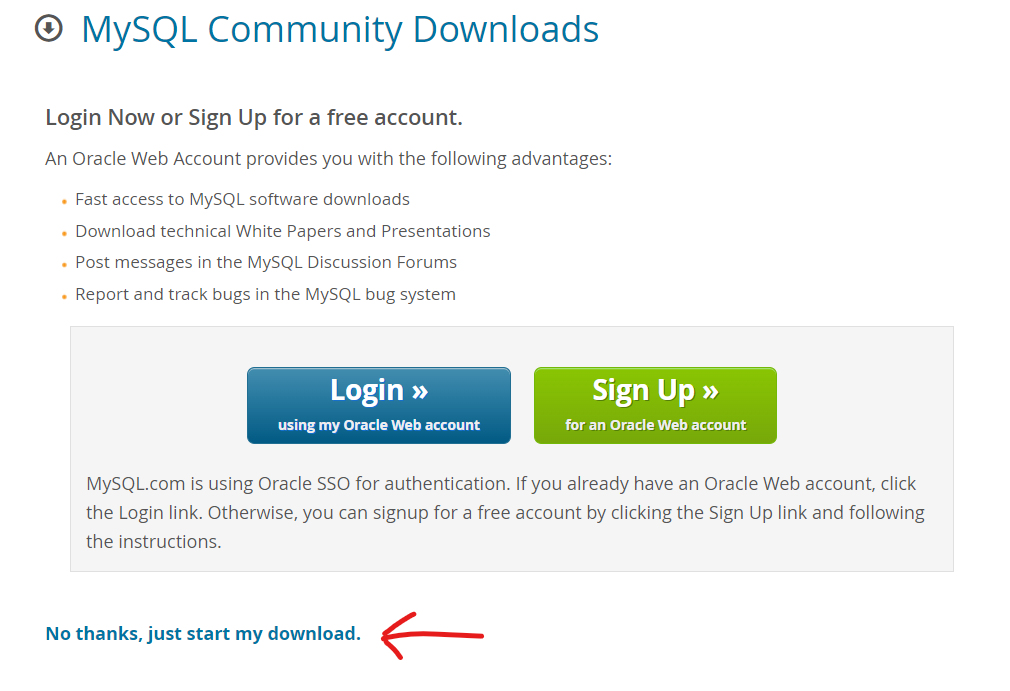 MySQL Community Downloads
Login Now or Sign Up for a free account.
An Oracle Web Account provides you with the following advantages:
Fast access to MySQL software downloads
Download technical White Papers and Presentations
Post messages in the MySQL Discussion Forums
Report and track bugs in the MySQL bug system
Login »
using my Oracle Web account
Sign Up »
for an Oracle Web account
MySQL.com is using Oracle SSO for authentication. If you already have an Oracle Web account, click
the Login link. Otherwise, you can signup for a free account by clicking the Sign Up link and following
the instructions.
No thanks, just start my download.